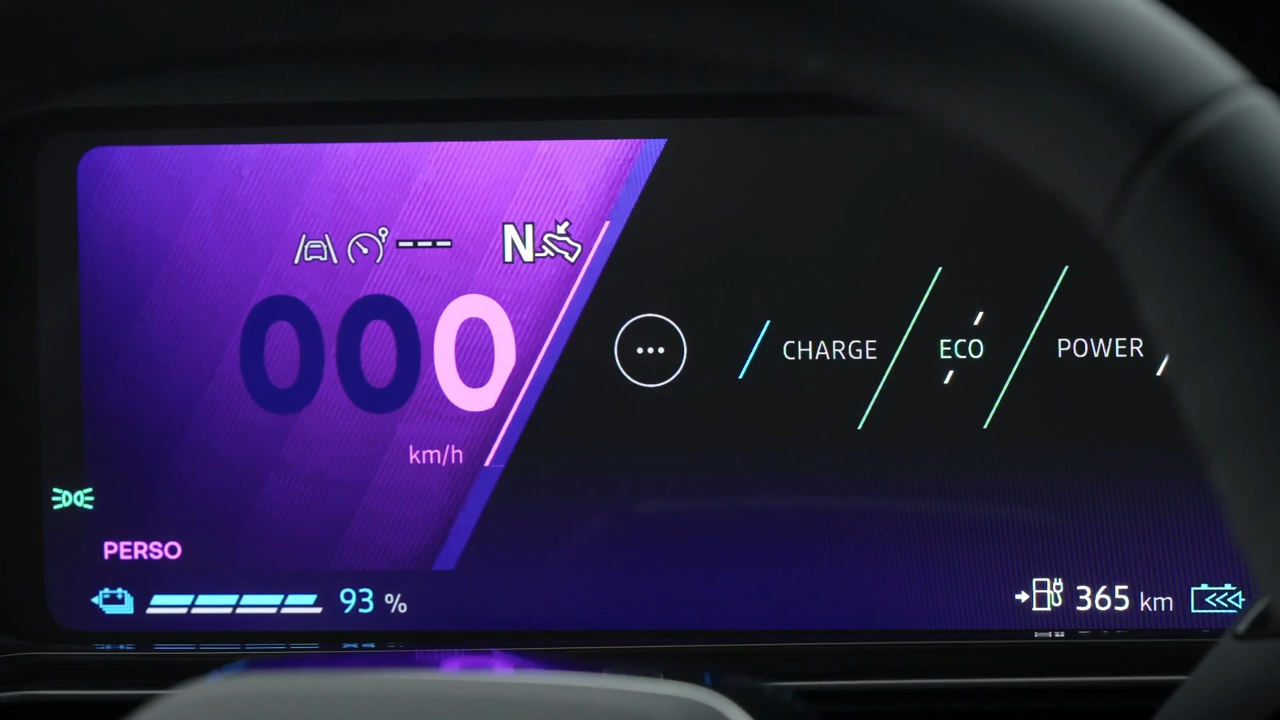 --- N
000
km/h
CHARGE ECO POWER
PERSO
93 % 365 km